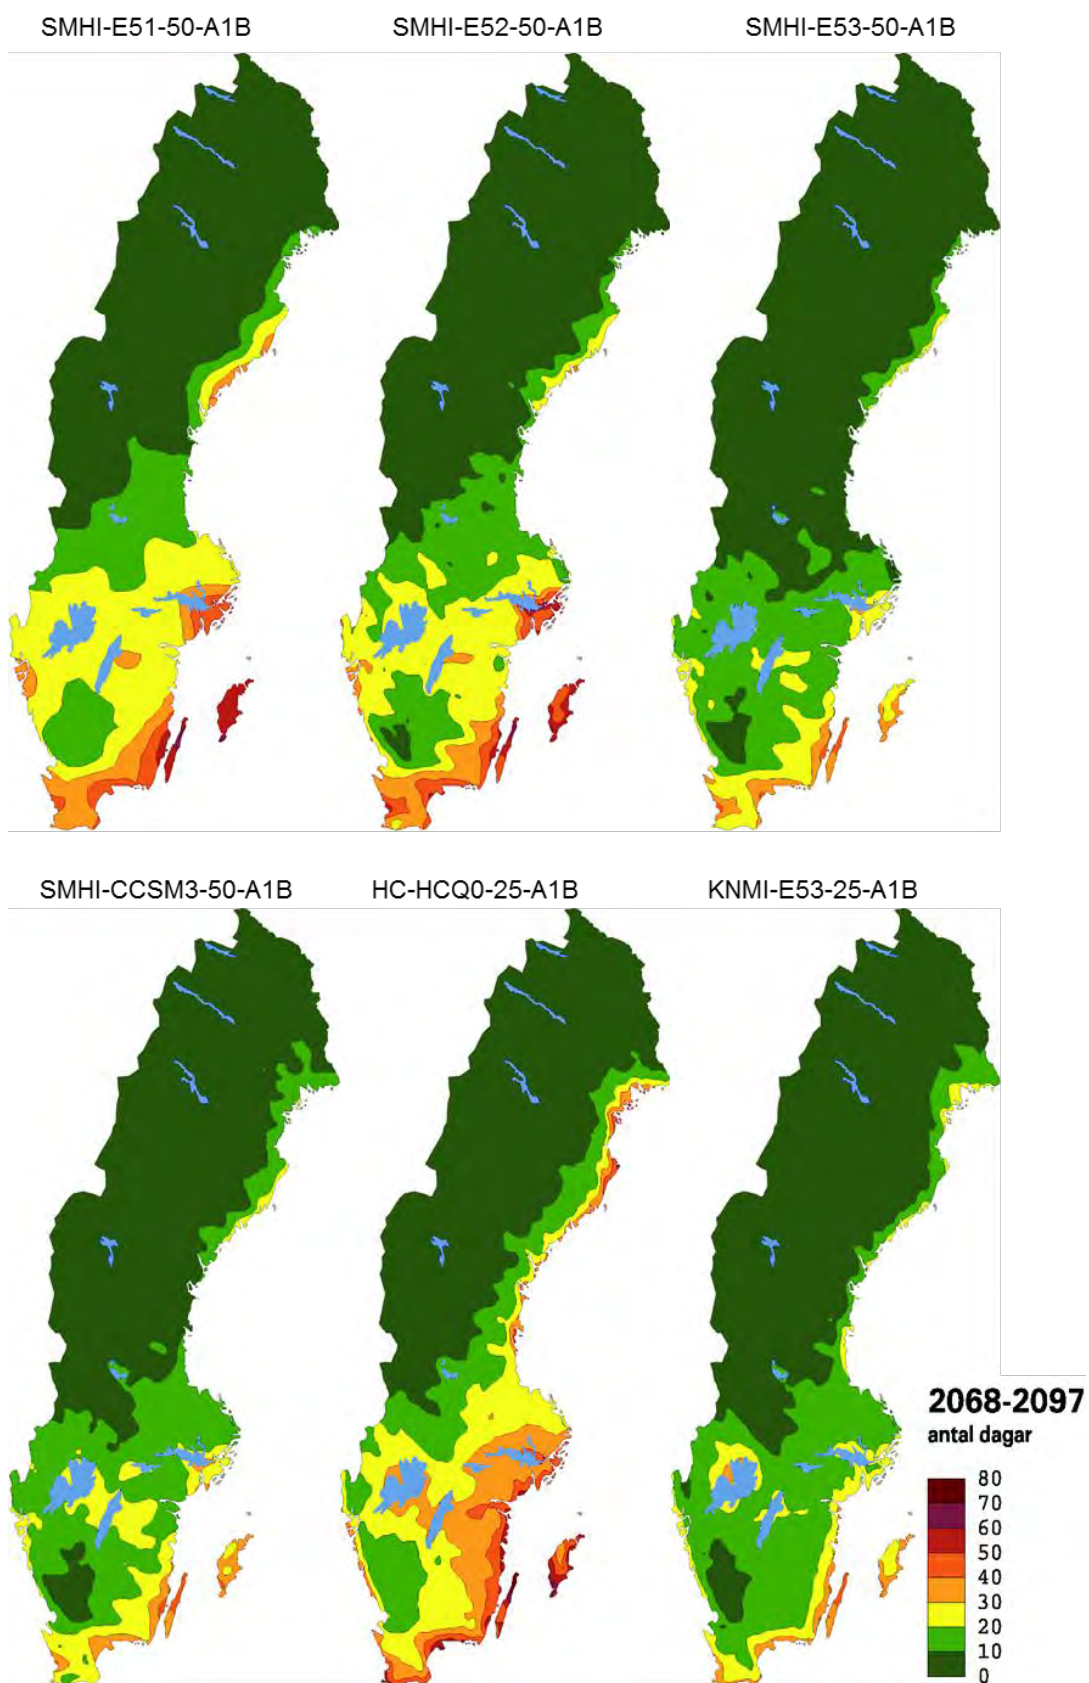 SMHI-E51-50-A1B
SMHI-E52-50-A1B
SMHI-E53-50-A1B
SMHI-CCSM3-50-A1B
HC-HCQ0-25-A1B
KNMI-E53-25-A1B
2068-2097
antal dagar
80
70
60
50
40
30
20
10
0